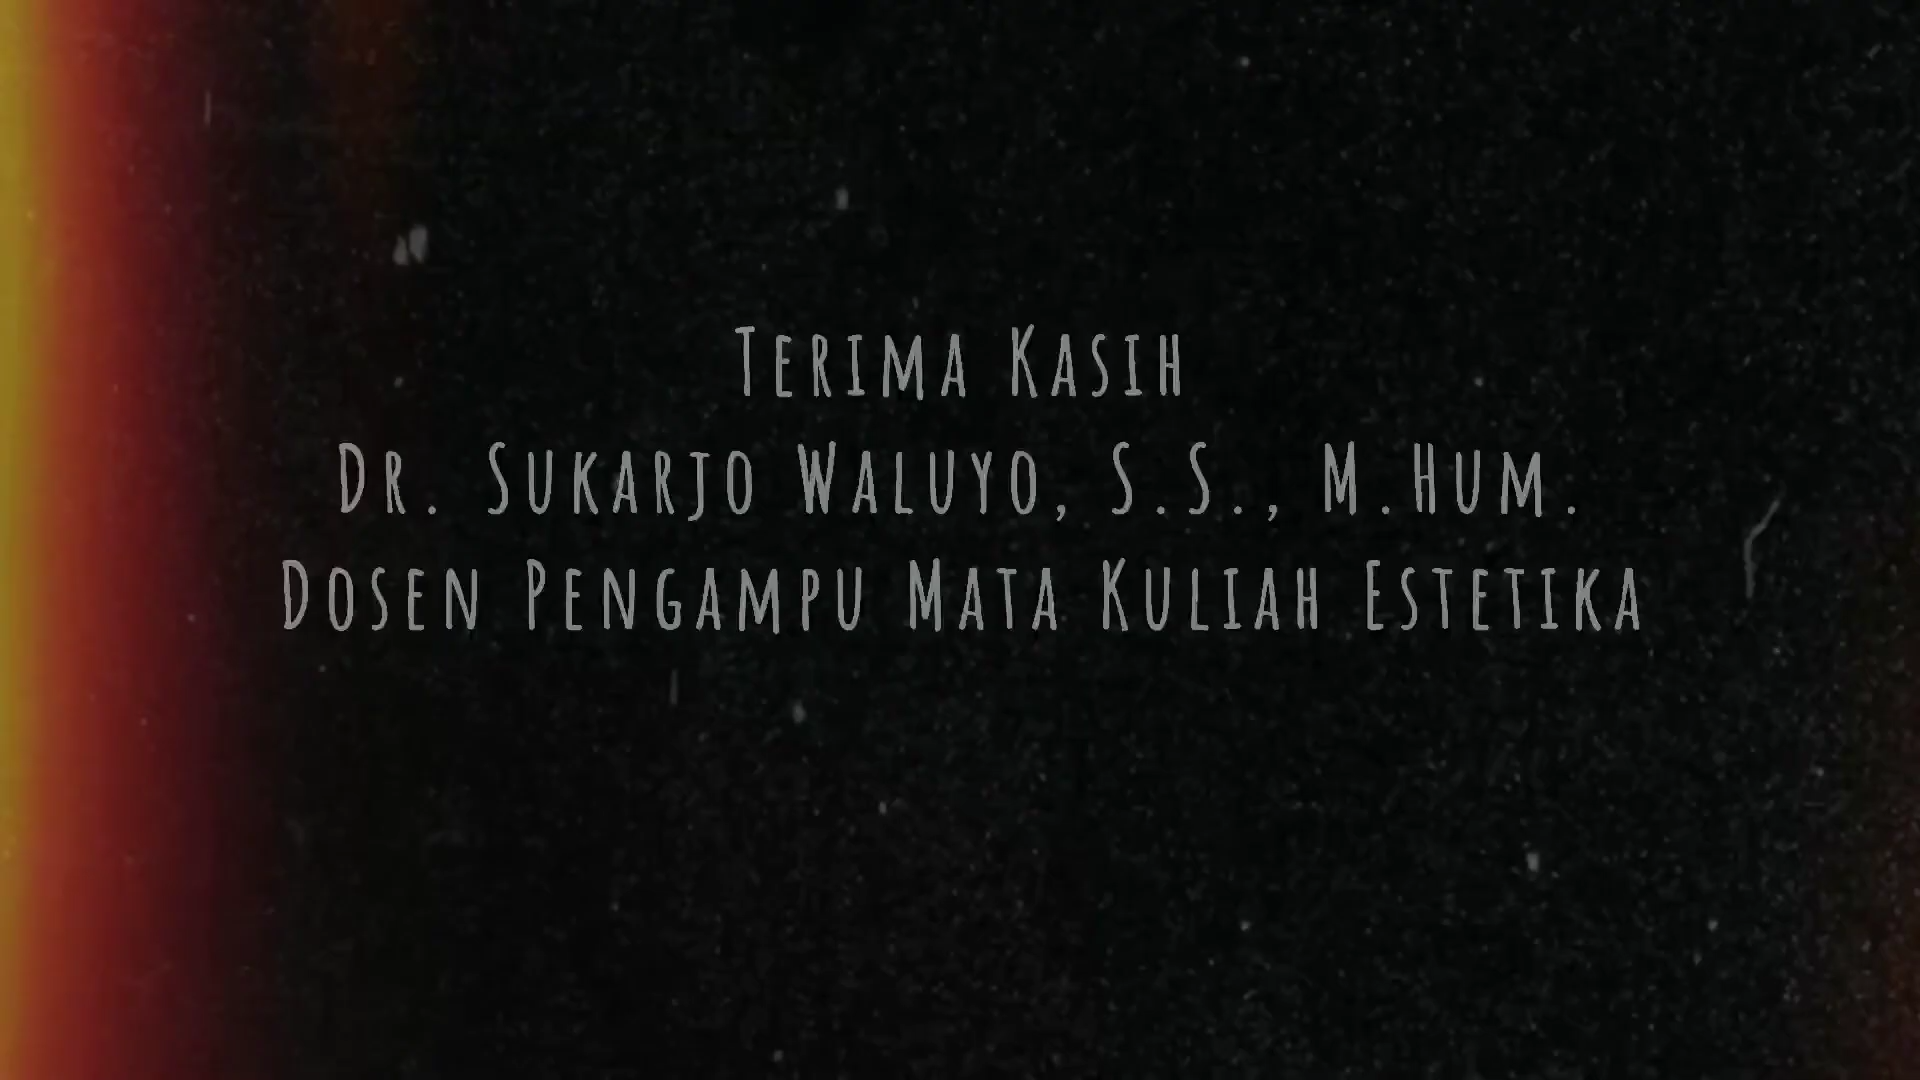 Terima Kasih
Dr. Sukarjo Waluyo, S.S., M.Hum.
Dosen Pengampu Mata Kuliah Estetika